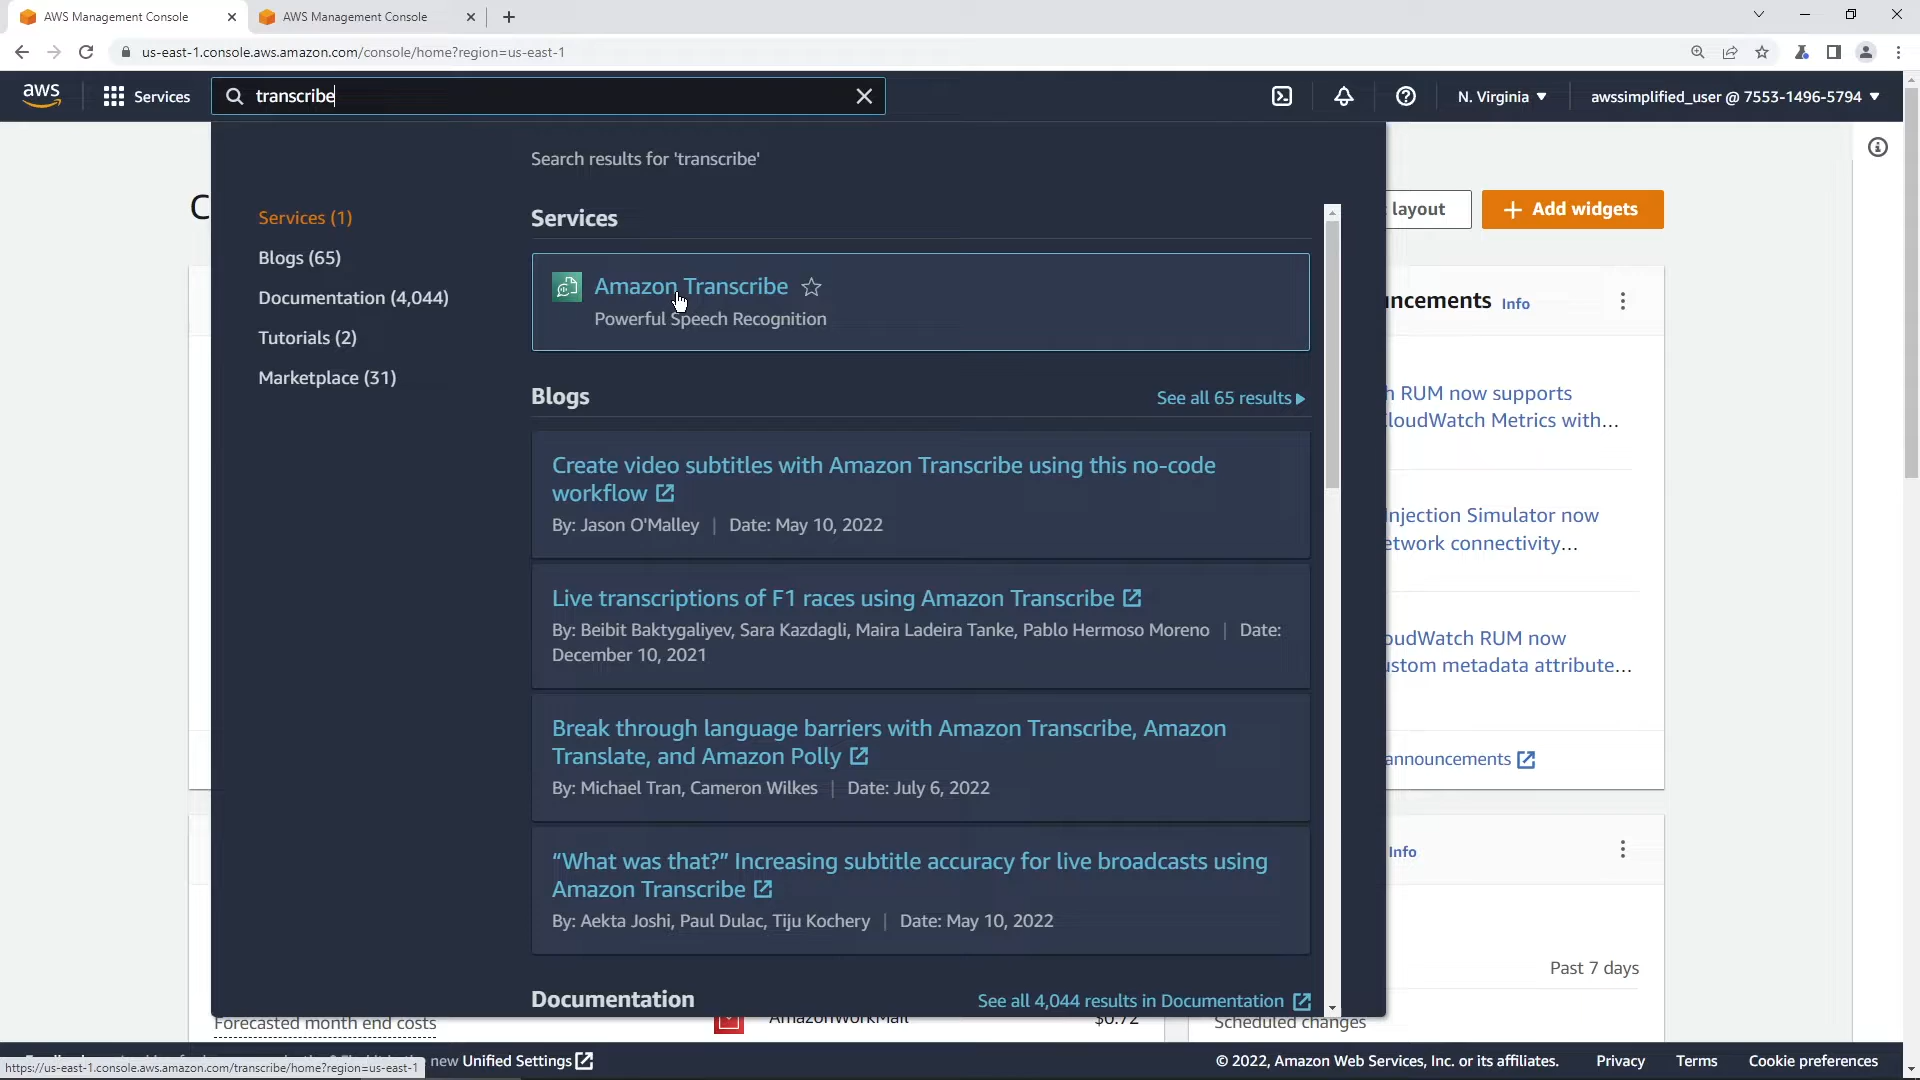 AWS Management Console
AWS Management Console
us-east-1.console.aws.amazon.com/console/home?region=us-east-1
aws
Services
transcribe
N. Virginia
awssimplified_user @ 7553-1496-5794
Search results for 'transcribe'
Services (1)
Blogs (65)
Documentation (4,044)
Tutorials (2)
Marketplace (31)
Services
Amazon Transcribe
Powerful Speech Recognition
Blogs
See all 65 results
Create video subtitles with Amazon Transcribe using this no-code
workflow
By: Jason O'Malley | Date: May 10, 2022
Live transcriptions of F1 races using Amazon Transcribe
By: Beibit Baktygaliyev, Sara Kazdagli, Maira Ladeira Tanke, Pablo Hermoso Moreno | Date:
December 10, 2021
Break through language barriers with Amazon Transcribe, Amazon
Translate, and Amazon Polly
By: Michael Tran, Cameron Wilkes | Date: July 6, 2022
“What was that?” Increasing subtitle accuracy for live broadcasts using
Amazon Transcribe
By: Aekta Joshi, Paul Dulac, Tiju Kochery | Date: May 10, 2022
Documentation
See all 4,044 results in Documentation
C
layout
+ Add widgets
ncements Info
h RUM now supports
CloudWatch Metrics with...
Injection Simulator now
etwork connectivity...
oudWatch RUM now
ustom metadata attribute...
announcements
Info
Past 7 days
Forecasted month end costs
AmazonWorkMail
$0.72
Scheduled changes
new Unified Settings
© 2022, Amazon Web Services, Inc. or its affiliates.
Privacy
Terms
Cookie preferences
https://us-east-1.console.aws.amazon.com/transcribe/home?region=us-east-1